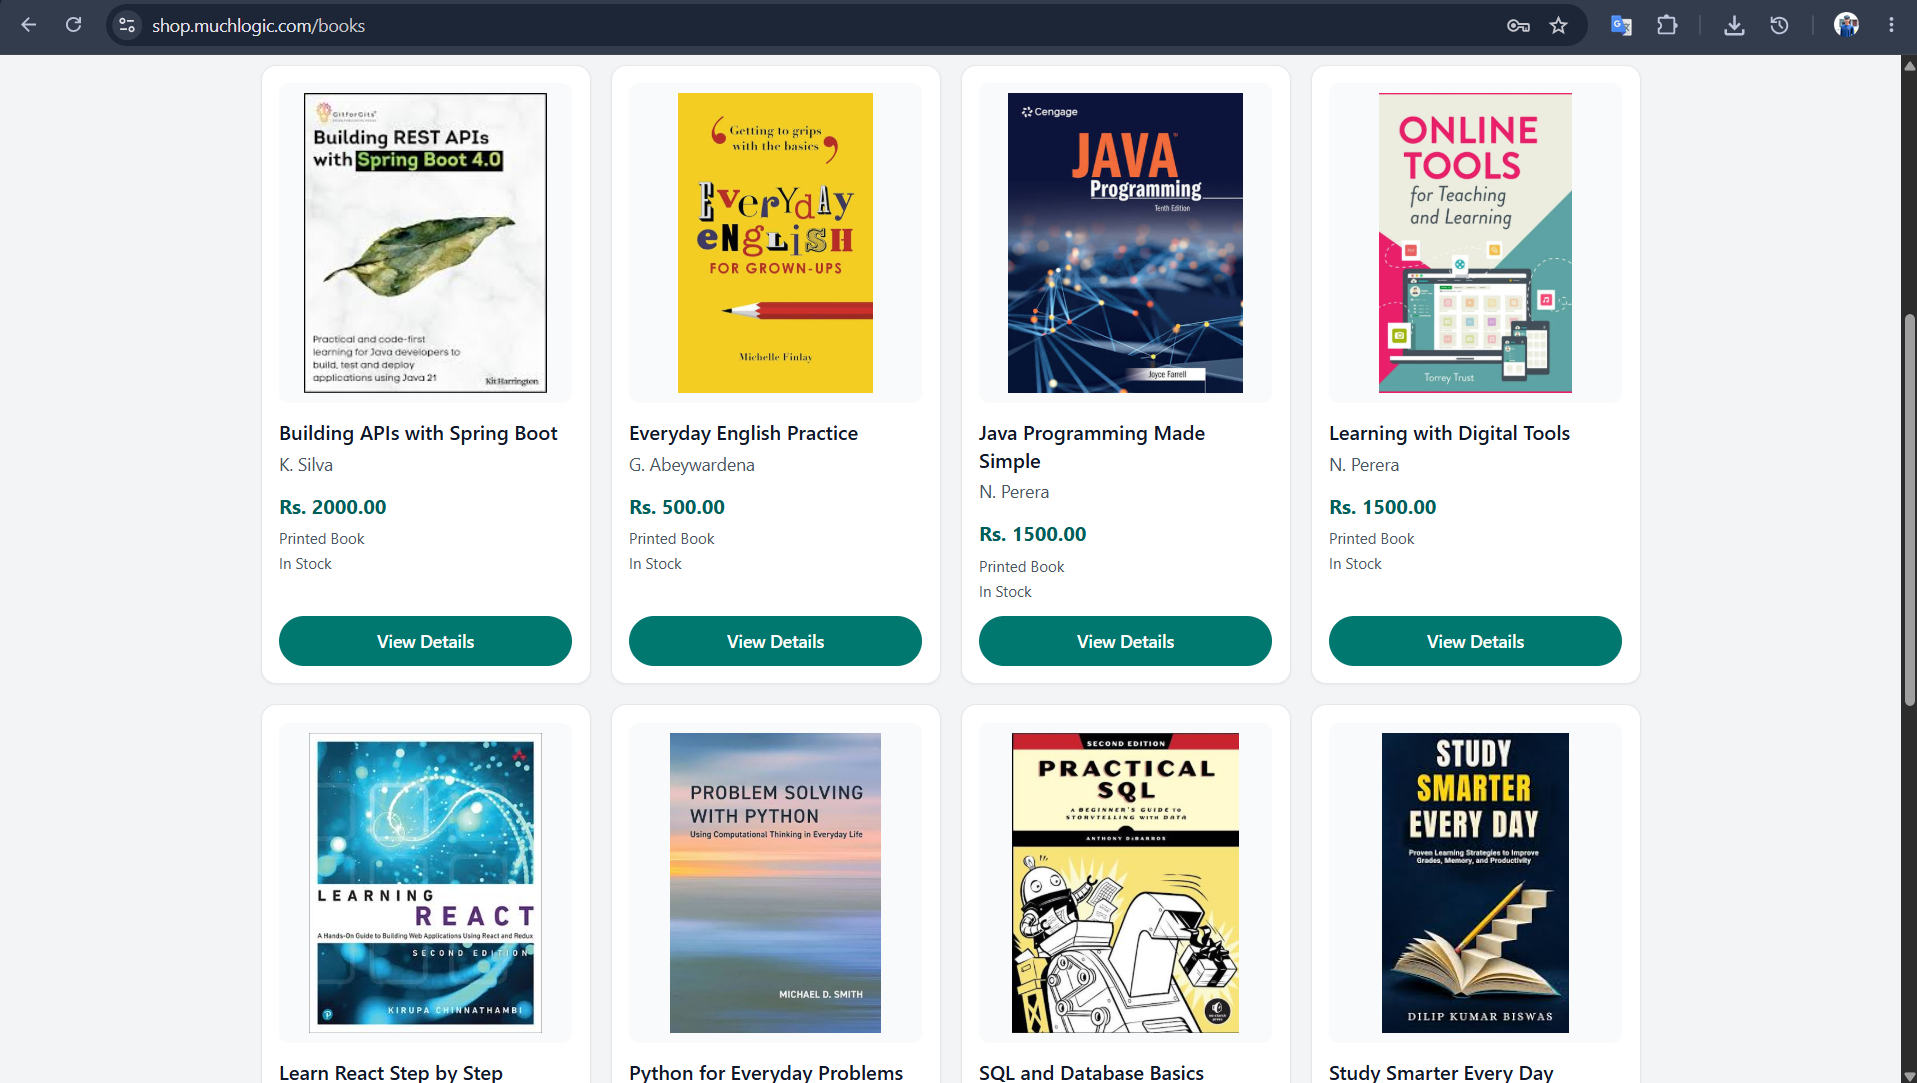 shop.muchlogic.com/books
GitforGits
Building REST APIs
with Spring Boot 4.0
Practical and code-first
learning for Java developers to
build, test and deploy
applications using Java 21
Kit Harrington
Building APIs with Spring Boot
K. Silva
Rs. 2000.00
Printed Book
In Stock
View Details
Getting to grips
with the basics
EverYdAy
eNgLisH
FOR GROWN-UPS
Michelle Finlay
Everyday English Practice
G. Abeywardena
Rs. 500.00
Printed Book
In Stock
View Details
Cengage
JAVA™
Programming
Tenth Edition
Joyce Farrell
Java Programming Made
Simple
N. Perera
Rs. 1500.00
Printed Book
In Stock
View Details
ONLINE
TOOLS
for Teaching
and Learning
Torrey Trust
Learning with Digital Tools
N. Perera
Rs. 1500.00
Printed Book
In Stock
View Details
LEARNING
REACT
A Hands-On Guide to Building Web Applications Using React and Redux
SECOND EDITION
KIRUPA CHINNATHAMBI
Learn React Step by Step
PROBLEM SOLVING
WITH PYTHON
Using Computational Thinking in Everyday Life
MICHAEL D. SMITH
Python for Everyday Problems
SECOND EDITION
PRACTICAL
SQL
A BEGINNER'S GUIDE TO
STORYTELLING WITH DATA
ANTHONY DEBARROS
SQL and Database Basics
STUDY
SMARTER
EVERY DAY
Proven Learning Strategies to Improve
Grades, Memory, and Productivity
DILIP KUMAR BISWAS
Study Smarter Every Day